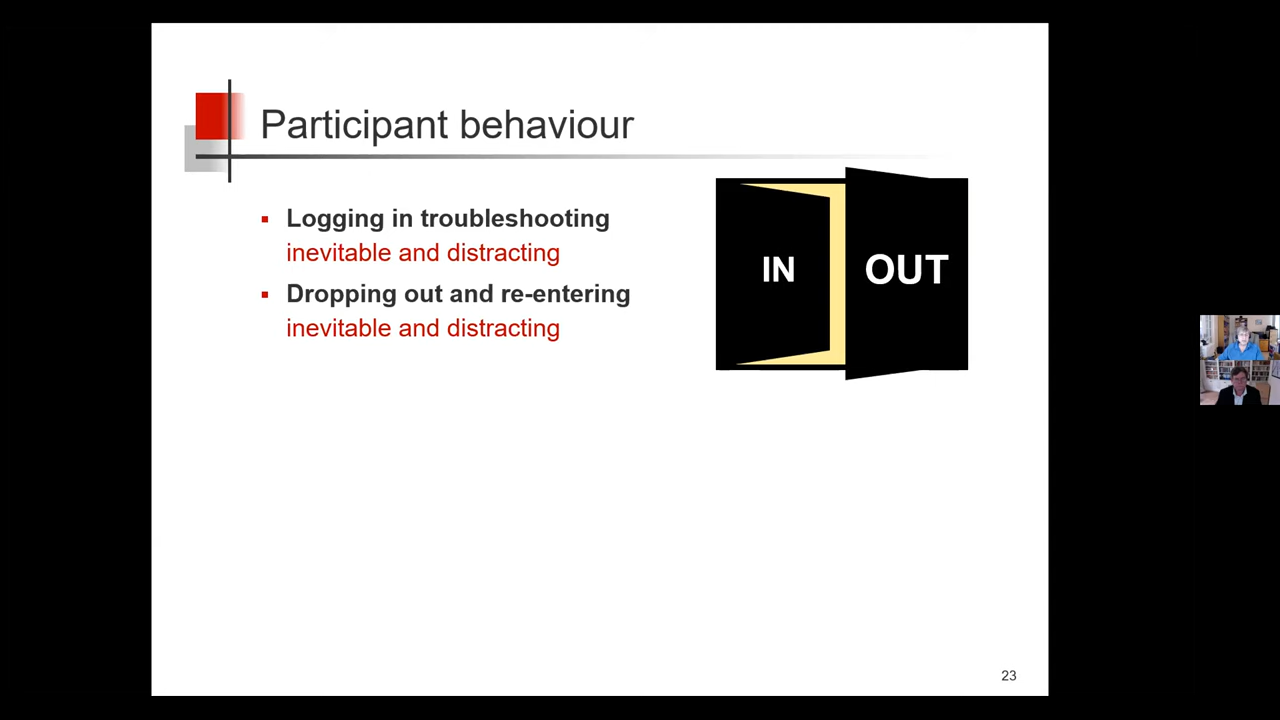 Participant behaviour
Logging in troubleshooting
inevitable and distracting
Dropping out and re-entering
inevitable and distracting
IN
OUT
23